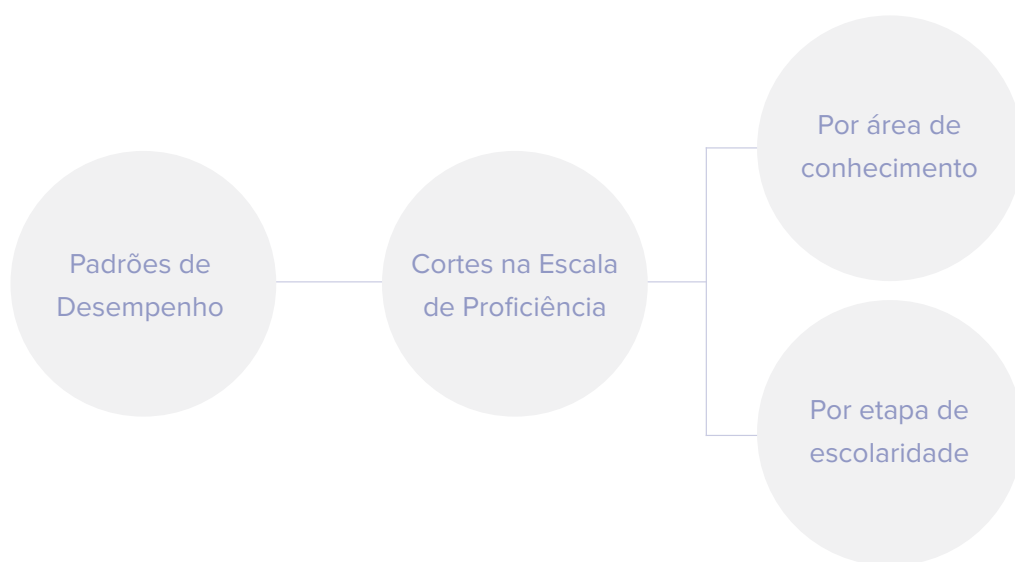 Padrões de
Desempenho
Cortes na Escala
de Proficiência
Por área de
conhecimento
Por etapa de
escolaridade